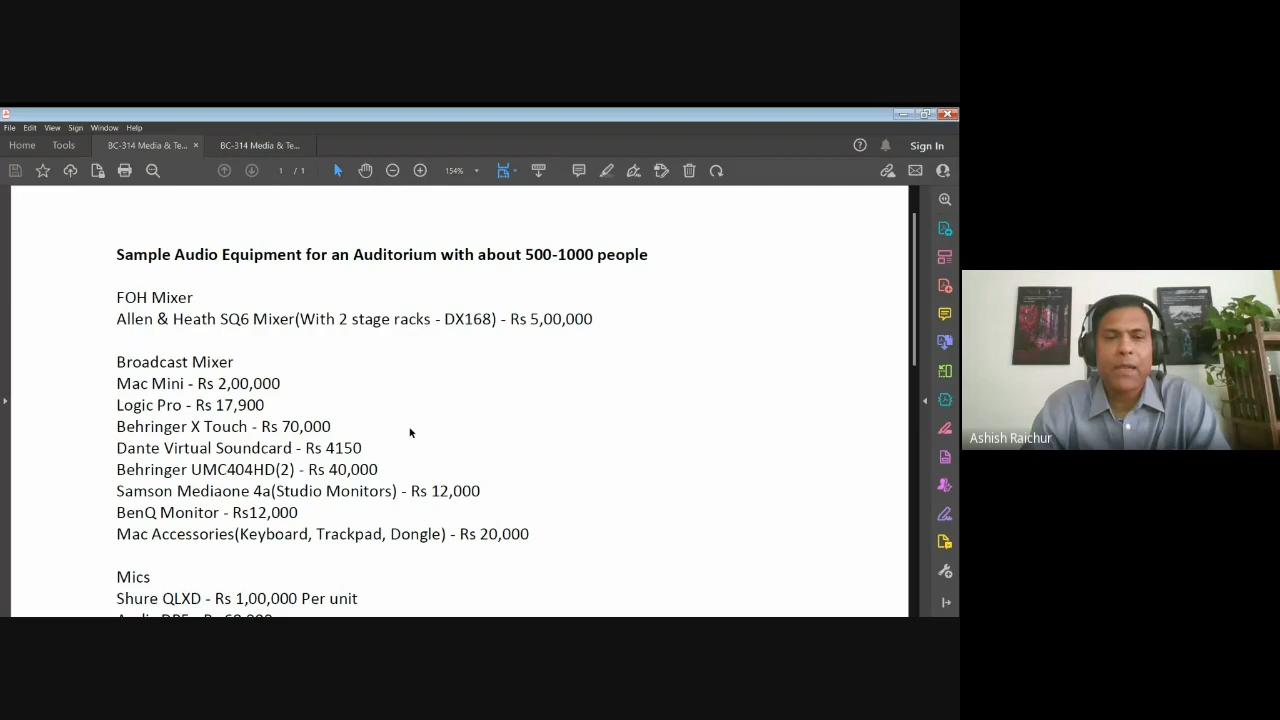 File Edit View Sign Window Help
Home Tools BC-314 Media & Te... × BC-314 Media & Te... Sign In
1 / 1 154%
Sample Audio Equipment for an Auditorium with about 500-1000 people
FOH Mixer
Allen & Heath SQ6 Mixer(With 2 stage racks - DX168) - Rs 5,00,000
Broadcast Mixer
Mac Mini - Rs 2,00,000
Logic Pro - Rs 17,900
Behringer X Touch - Rs 70,000
Dante Virtual Soundcard - Rs 4150
Behringer UMC404HD(2) - Rs 40,000
Samson Mediaone 4a(Studio Monitors) - Rs 12,000
BenQ Monitor - Rs12,000
Mac Accessories(Keyboard, Trackpad, Dongle) - Rs 20,000
Mics
Shure QLXD - Rs 1,00,000 Per unit
Ashish Raichur